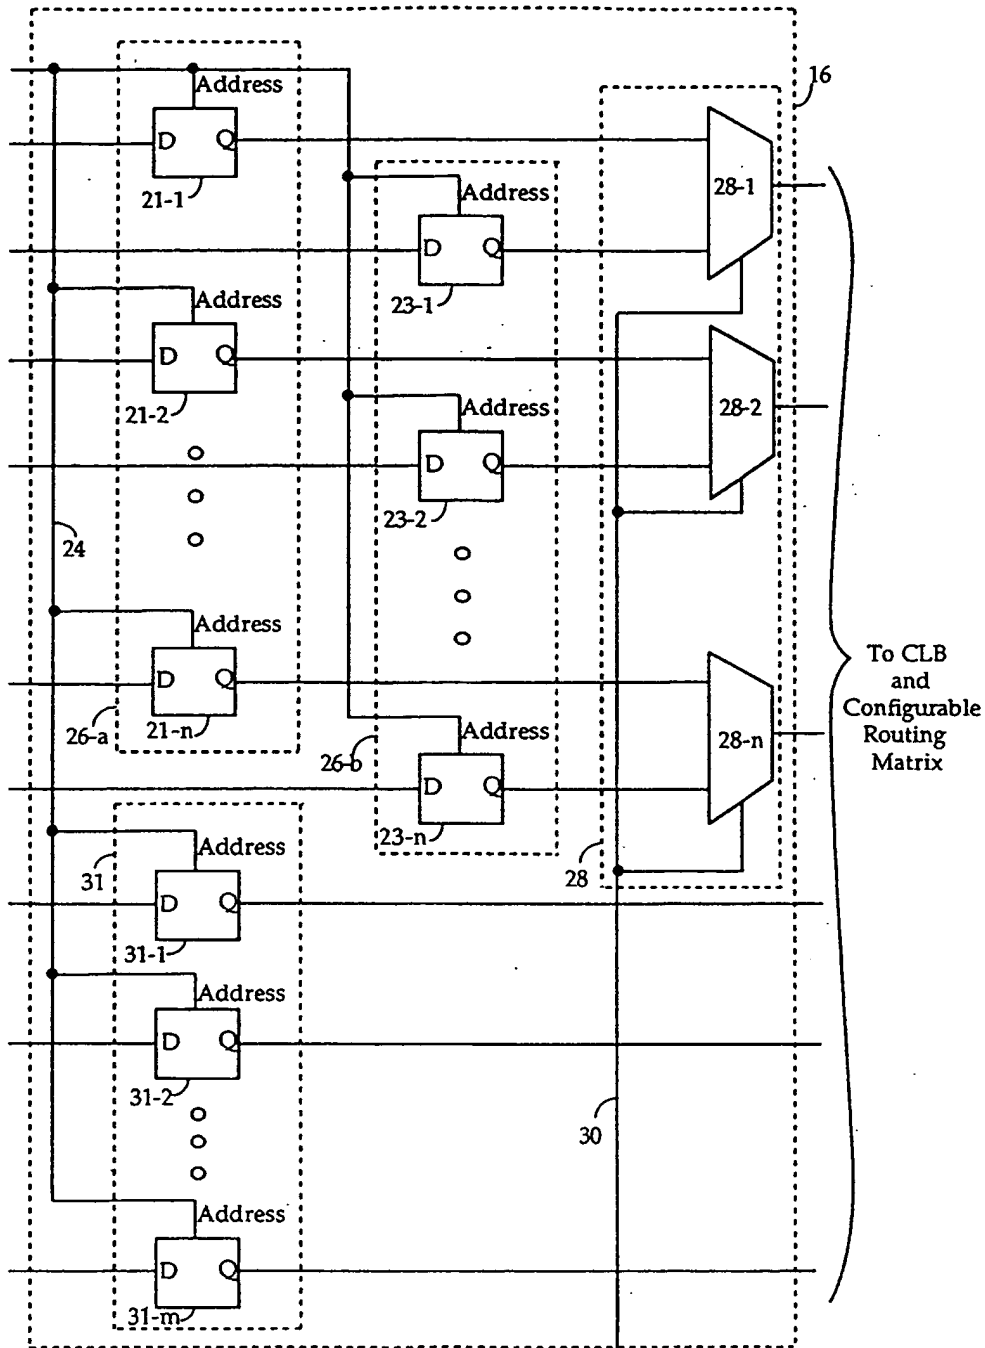 16
Address
D Q
21-1
28-1
Address
D Q
23-1
Address
D Q
21-2
28-2
Address
D Q
23-2
24
Address
D Q
21-n
26-a
To CLB
and
Configurable
Routing
Matrix
28-n
Address
D Q
23-n
26-b
28
31
Address
D Q
31-1
Address
D Q
31-2
30
Address
D Q
31-m